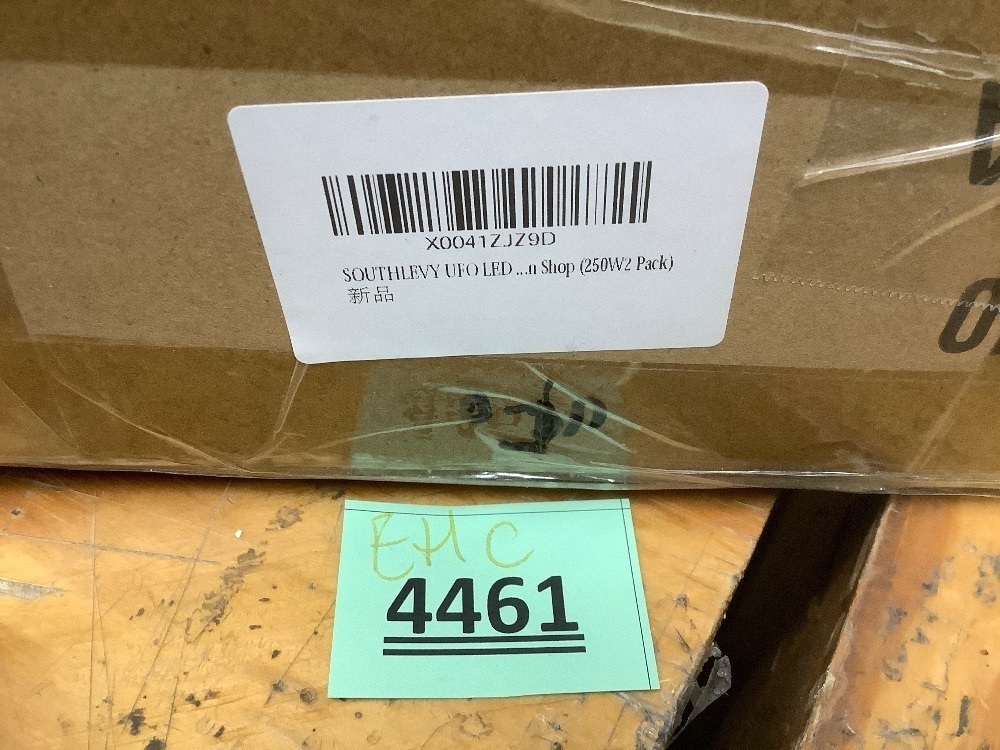 X0041ZJZ9D
SOUTHLEVY UFO LED ...n Shop (250W2 Pack)
新品
EHC
4461